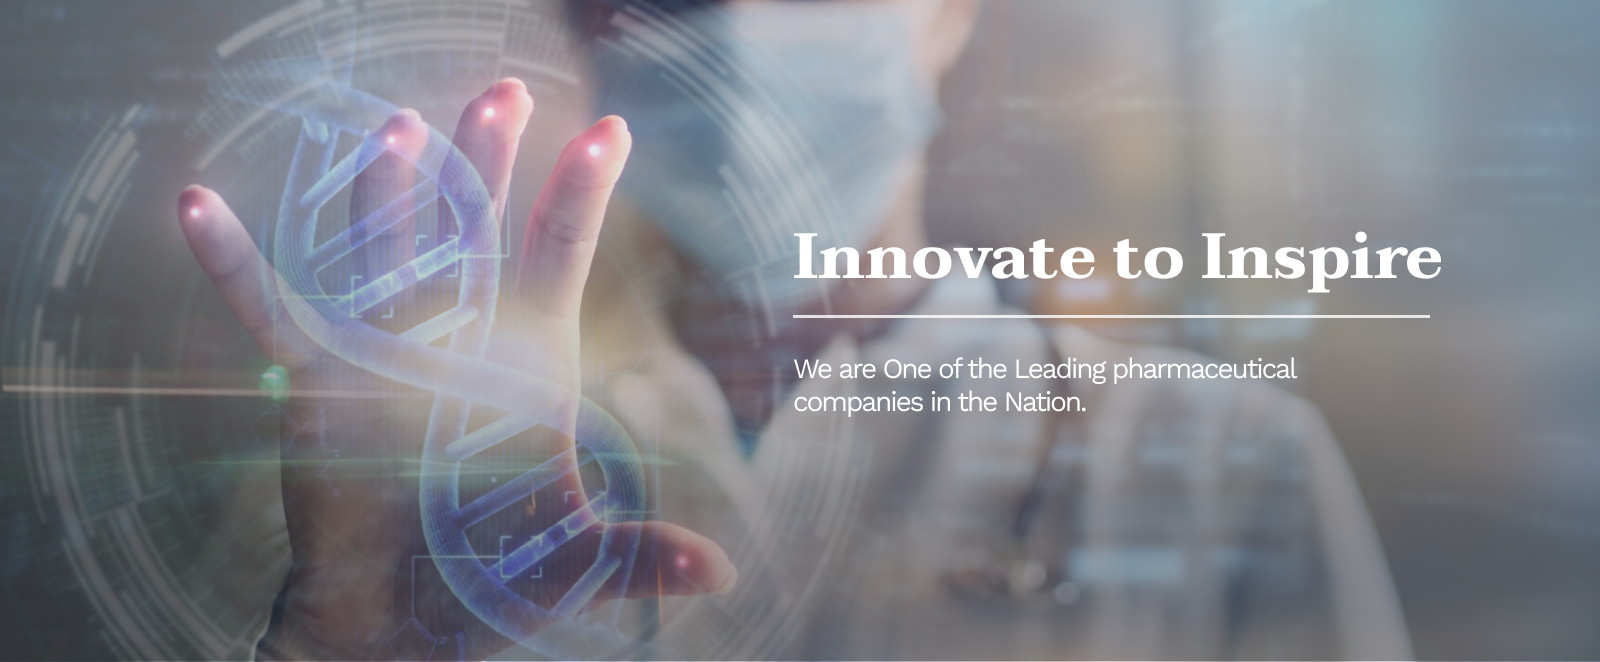 Innovate to Inspire
We are One of the Leading pharmaceutical
companies in the Nation.